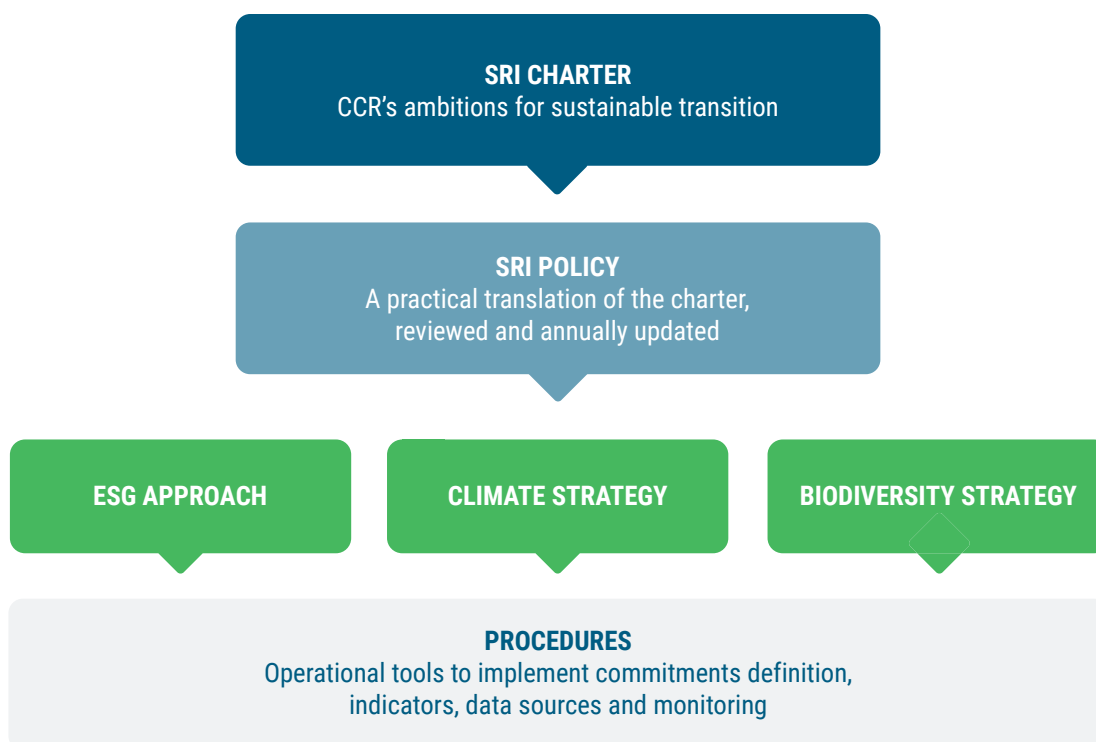 SRI CHARTER
CCR's ambitions for sustainable transition
SRI POLICY
A practical translation of the charter,
reviewed and annually updated
ESG APPROACH
CLIMATE STRATEGY
BIODIVERSITY STRATEGY
PROCEDURES
Operational tools to implement commitments definition,
indicators, data sources and monitoring